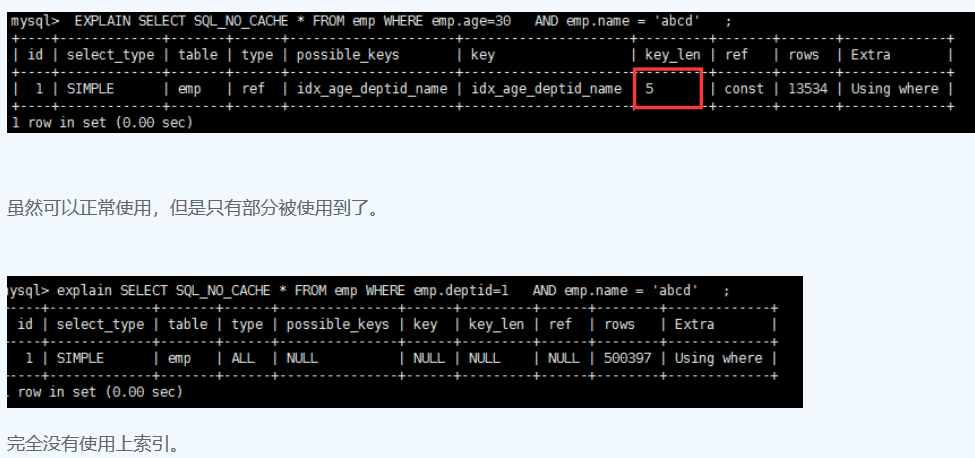 mysql>  EXPLAIN SELECT SQL_NO_CACHE * FROM emp WHERE emp.age=30   AND emp.name = 'abcd'   ;
+----+-------------+-------+------+---------------------+---------------------+---------+-------+-------+-------------+
| id | select_type | table | type | possible_keys       | key                 | key_len | ref   | rows  | Extra       |
+----+-------------+-------+------+---------------------+---------------------+---------+-------+-------+-------------+
|  1 | SIMPLE      | emp   | ref  | idx_age_deptid_name | idx_age_deptid_name | 5       | const | 13534 | Using where |
+----+-------------+-------+------+---------------------+---------------------+---------+-------+-------+-------------+
1 row in set (0.00 sec)
虽然可以正常使用，但是只有部分被使用到了。
mysql> explain SELECT SQL_NO_CACHE * FROM emp WHERE emp.deptid=1   AND emp.name = 'abcd'   ;
----+-------------+-------+------+---------------+------+---------+------+--------+-------------+
 id | select_type | table | type | possible_keys | key  | key_len | ref  | rows   | Extra       |
----+-------------+-------+------+---------------+------+---------+------+--------+-------------+
  1 | SIMPLE      | emp   | ALL  | NULL          | NULL | NULL    | NULL | 500397 | Using where |
----+-------------+-------+------+---------------+------+---------+------+--------+-------------+
row in set (0.00 sec)
完全没有使用上索引。